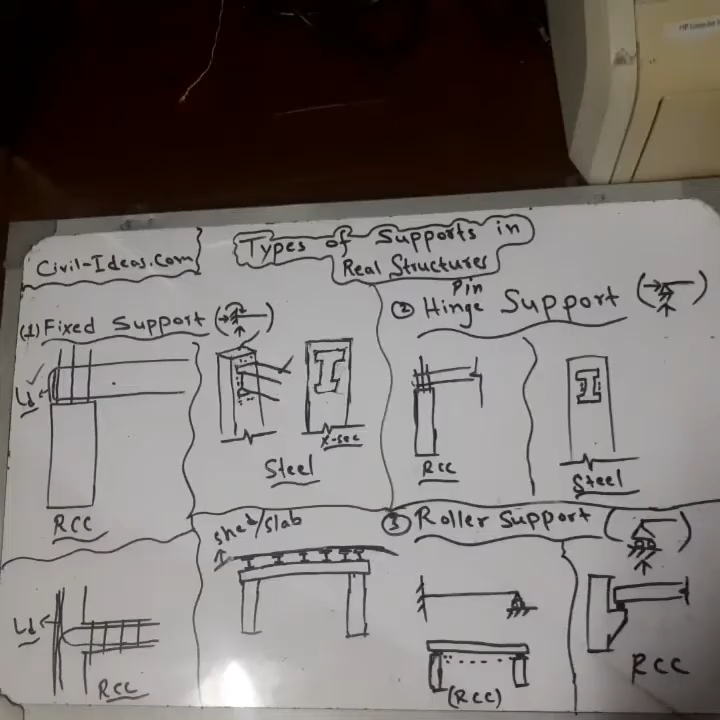 Civil-Ideas.com
Types of Supports in
Real Structures
(1) Fixed Support
Pin
② Hinge Support
Ld
X-sec
Steel
RCC
RCC
Steel
shed/slab
③ Roller Support
Ld
RCC
(RCC)
RCC